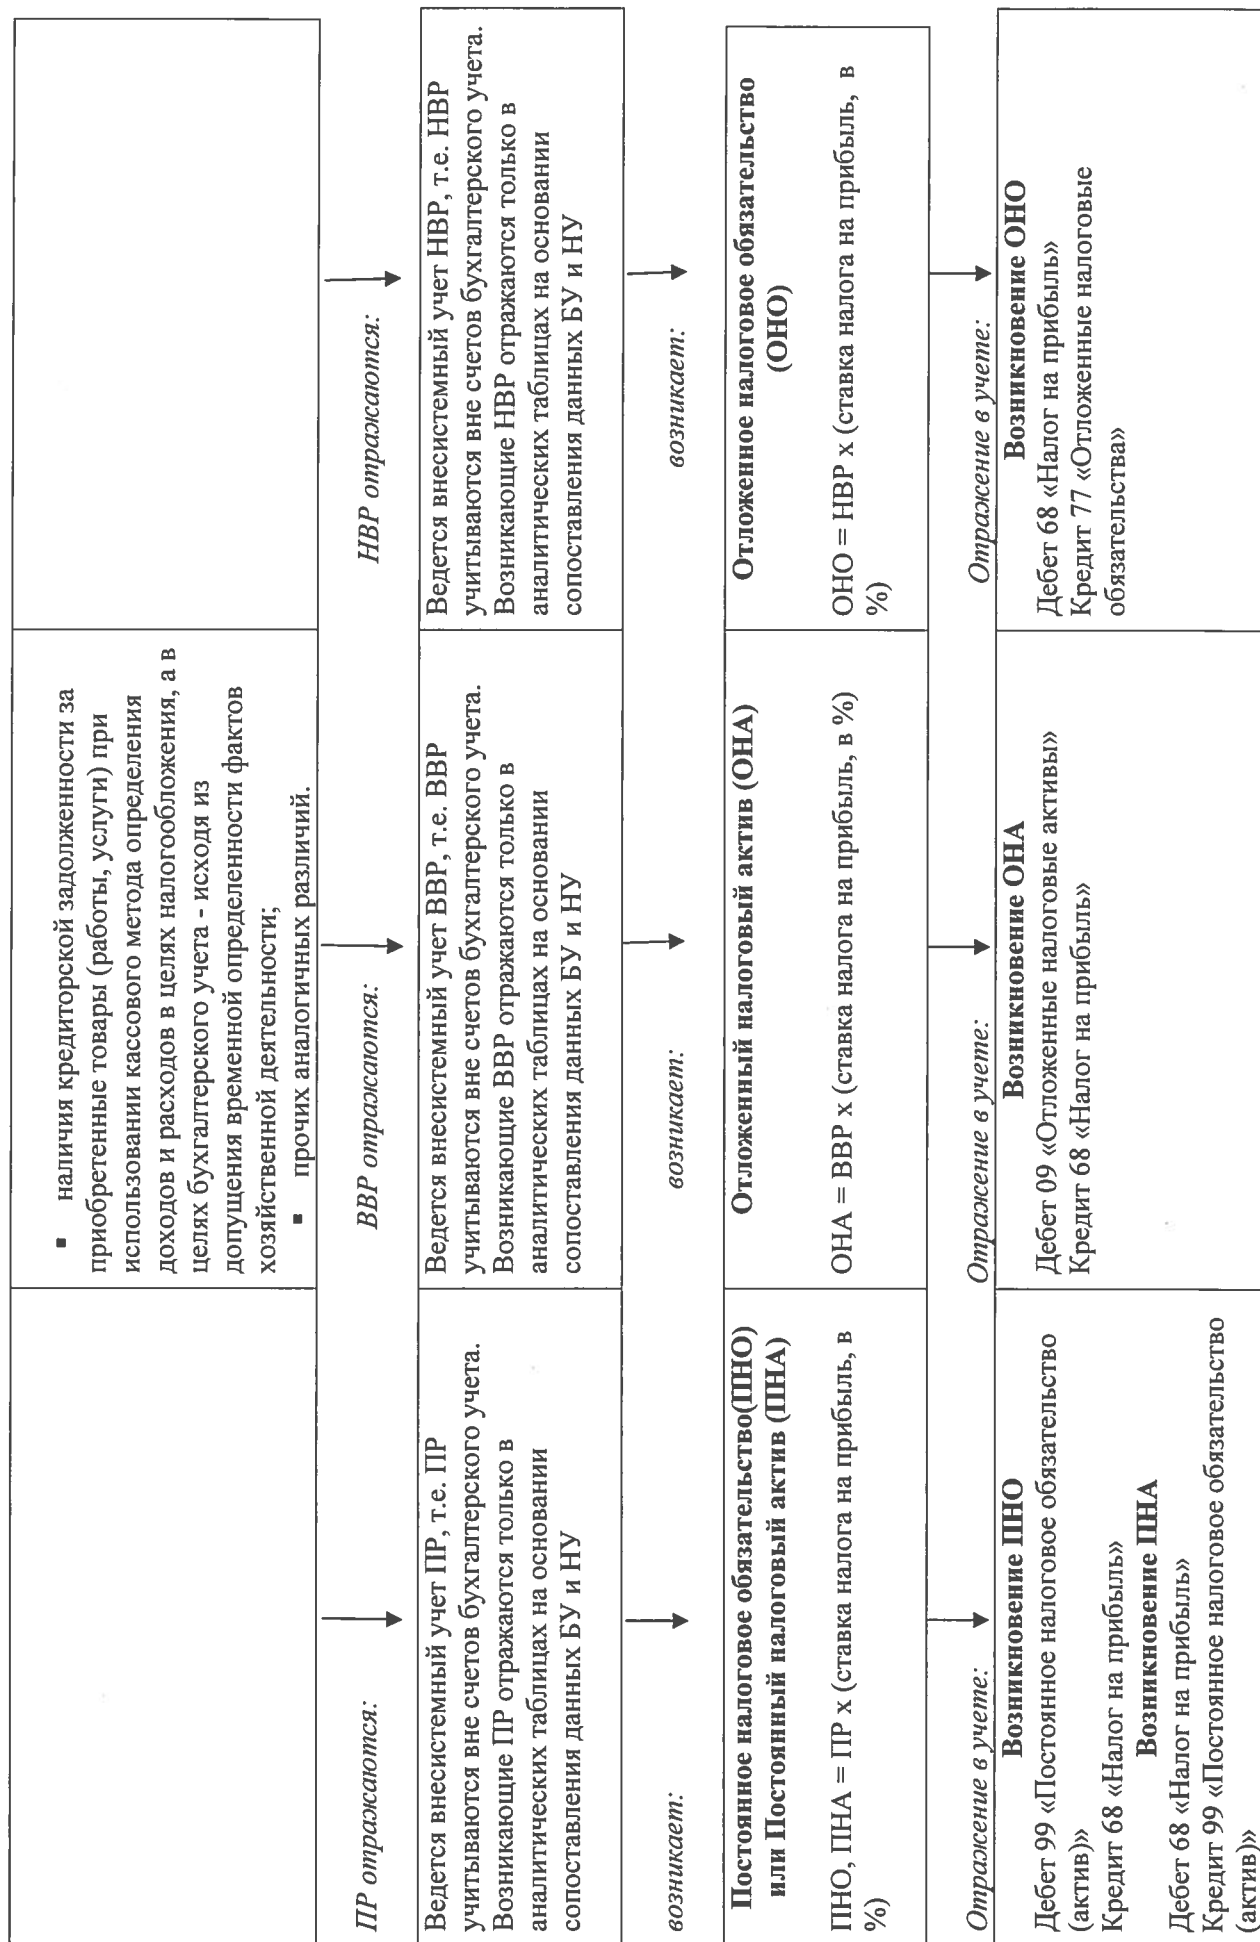 наличия кредиторской задолженности за
приобретенные товары (работы, услуги) при
использовании кассового метода определения
доходов и расходов в целях налогообложения, а в
целях бухгалтерского учета - исходя из
допущения временной определенности фактов
хозяйственной деятельности;
прочих аналогичных различий.
ПР отражаются:
ВВР отражаются:
НВР отражаются:
Ведется внесистемный учет ПР, т.е. ПР
учитываются вне счетов бухгалтерского учета.
Возникающие ПР отражаются только в
аналитических таблицах на основании
сопоставления данных БУ и НУ
Ведется внесистемный учет ВВР, т.е. ВВР
учитываются вне счетов бухгалтерского учета.
Возникающие ВВР отражаются только в
аналитических таблицах на основании
сопоставления данных БУ и НУ
Ведется внесистемный учет НВР, т.е. НВР
учитываются вне счетов бухгалтерского учета.
Возникающие НВР отражаются только в
аналитических таблицах на основании
сопоставления данных БУ и НУ
возникает:
возникает:
возникает:
Постоянное налоговое обязательство(ПНО)
или Постоянный налоговый актив (ПНА)
ПНО, ПНА = ПР х (ставка налога на прибыль, в
%)
Отложенный налоговый актив (ОНА)
ОНА = ВВР х (ставка налога на прибыль, в %)
Отложенное налоговое обязательство
(ОНО)
ОНО = НВР х (ставка налога на прибыль, в
%)
Отражение в учете:
Отражение в учете:
Отражение в учете:
Возникновение ПНО
Дебет 99 «Постоянное налоговое обязательство
(актив)»
Кредит 68 «Налог на прибыль»
Возникновение ПНА
Дебет 68 «Налог на прибыль»
Кредит 99 «Постоянное налоговое обязательство
(актив)»
Возникновение ОНА
Дебет 09 «Отложенные налоговые активы»
Кредит 68 «Налог на прибыль»
Возникновение ОНО
Дебет 68 «Налог на прибыль»
Кредит 77 «Отложенные налоговые
обязательства»